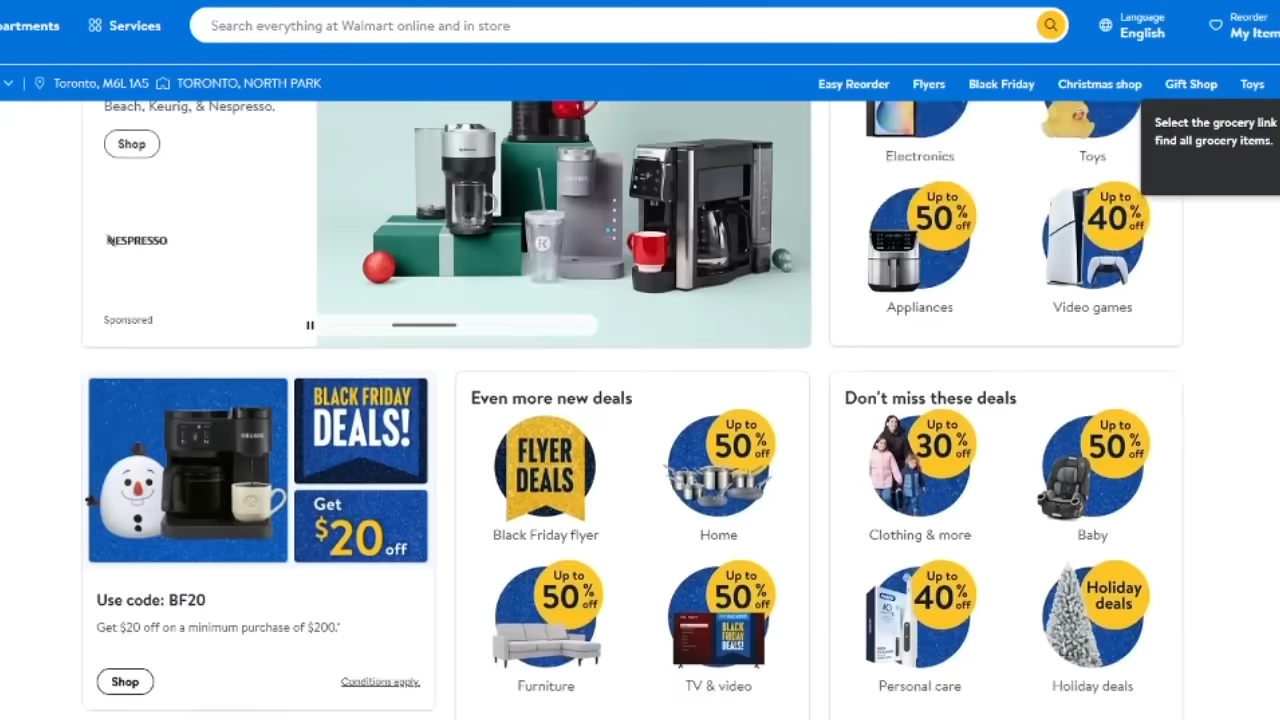 partments
Services
Search everything at Walmart online and in store
Language
English
Reorder
My Item
Toronto, M6L 1A5
TORONTO, NORTH PARK
Easy Reorder
Flyers
Black Friday
Christmas shop
Gift Shop
Toys
Select the grocery link
find all grocery items.
Beach, Keurig, & Nespresso.
Shop
NESPRESSO
Sponsored
Electronics
Toys
Up to
50%
off
Appliances
Up to
40%
off
Video games
BLACK FRIDAY
DEALS!
Get
$20 off
Use code: BF20
Get $20 off on a minimum purchase of $200.*
Shop
Conditions apply.
Even more new deals
FLYER
DEALS
Black Friday flyer
Up to
50%
off
Home
Up to
50%
off
Furniture
Up to
50%
off
BLACK
FRIDAY
DEALS!
TV & video
Don't miss these deals
Up to
30%
off
Clothing & more
Up to
50%
off
Baby
Up to
40%
off
Personal care
Holiday
deals
Holiday deals